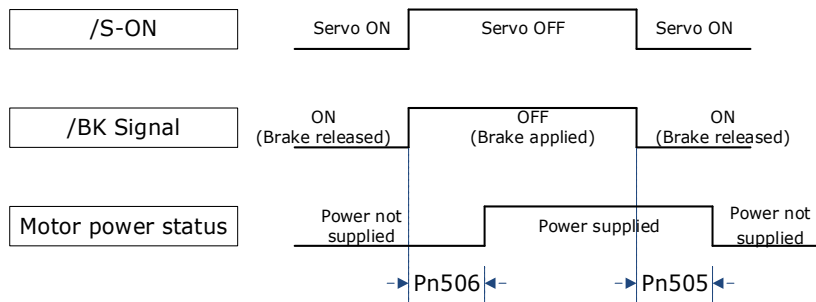 /S-ON
Servo ON
Servo OFF
Servo ON
/BK Signal
ON
(Brake released)
OFF
(Brake applied)
ON
(Brake released)
Motor power status
Power not
supplied
Power supplied
Power not
supplied
Pn506
Pn505